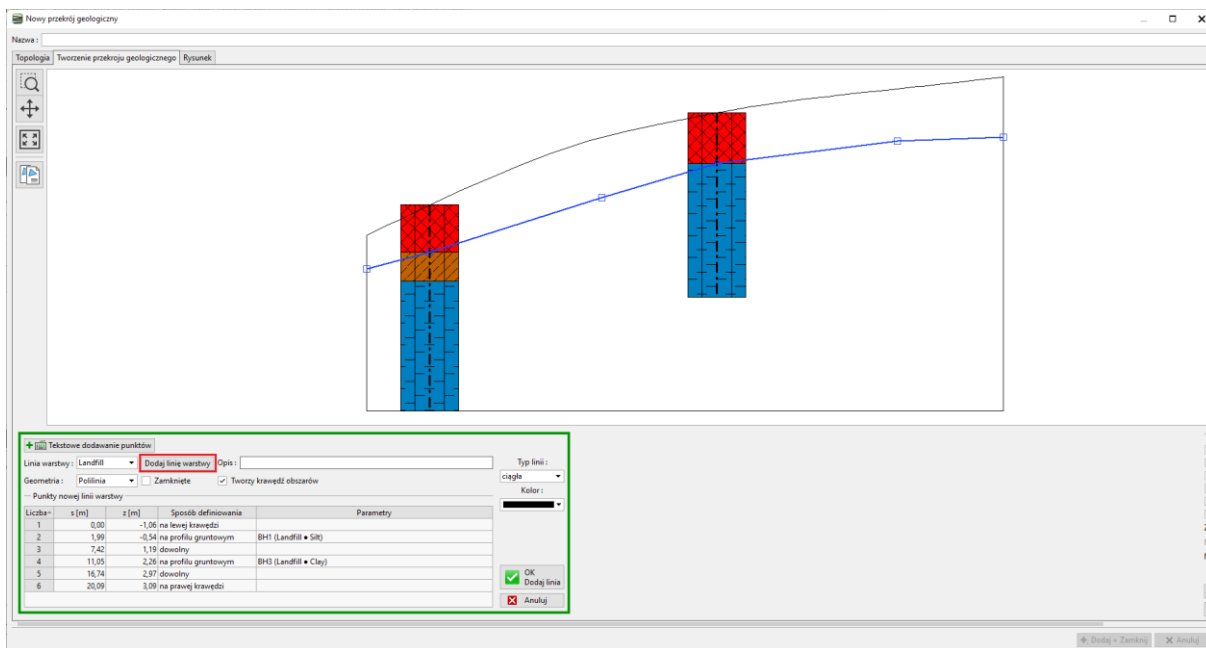 Nowy przekrój geologiczny
Nazwa :
Topologia Tworzenie przekroju geologicznego Rysunek
Tekstowe dodawanie punktów
Linia warstwy : Landfill Dodaj linię warstwy Opis :
Typ linii :
ciągła
Geometria : Polilinia Zamknięte Tworzy krawędź obszarów
Kolor :
Punkty nowej linii warstwy
Liczba s [m] z [m] Sposób definiowania Parametry
1 0,00 -1,06 na lewej krawędzi
2 1,99 -0,54 na profilu gruntowym BH1 (Landfill ● Silt)
3 7,42 1,19 dowolny
4 11,05 2,26 na profilu gruntowym BH3 (Landfill ● Clay)
5 16,74 2,97 dowolny
6 20,09 3,09 na prawej krawędzi
OK
Dodaj linia
Anuluj
Dodaj + Zamknij Anuluj